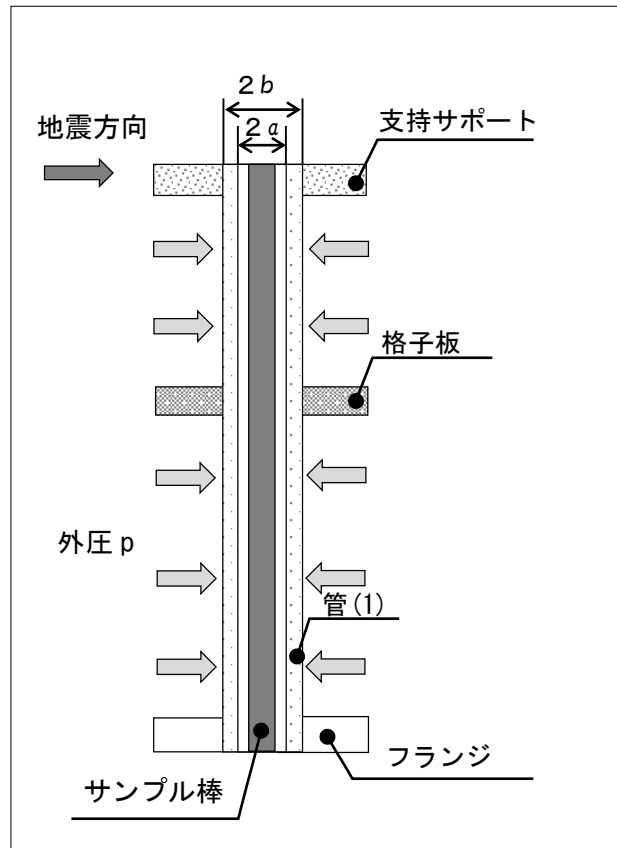 2b
2a
地震方向
支持サポート
格子板
外圧 p
管(1)
フランジ
サンプル棒